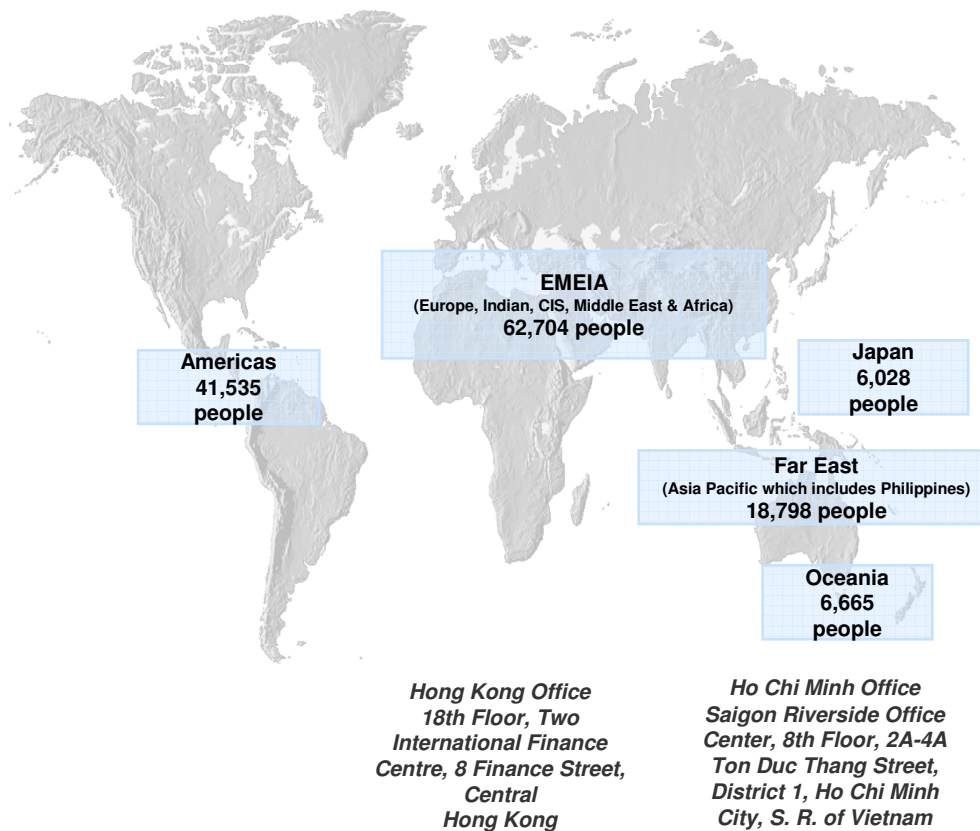 EMEIA
(Europe, Indian, CIS, Middle East & Africa)
62,704 people
Americas
41,535
people
Japan
6,028
people
Far East
(Asia Pacific which includes Philippines)
18,798 people
Oceania
6,665
people
Hong Kong Office
18th Floor, Two
International Finance
Centre, 8 Finance Street,
Central
Hong Kong
Ho Chi Minh Office
Saigon Riverside Office
Center, 8th Floor, 2A-4A
Ton Duc Thang Street,
District 1, Ho Chi Minh
City, S. R. of Vietnam